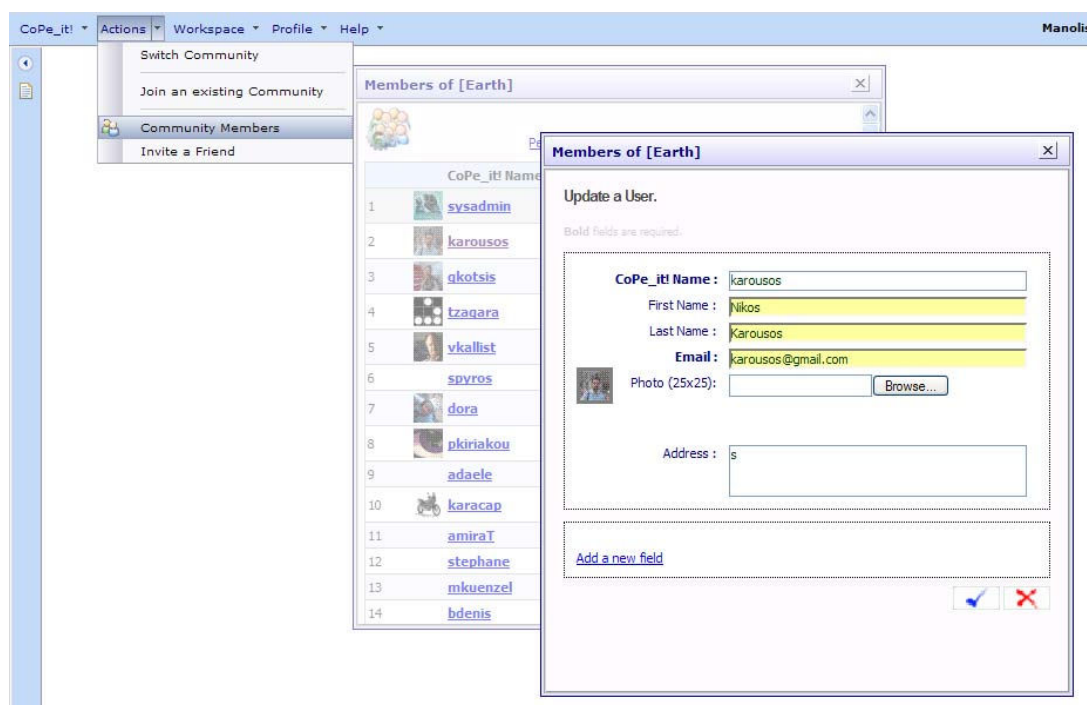 CoPe_it! Actions Workspace Profile Help
Manolis
Switch Community
Join an existing Community
Community Members
Invite a Friend
Members of [Earth]
Pe
CoPe_it! Name
1 sysadmin
2 karousos
3 gkotsis
4 tzagara
5 vkallist
6 spyros
7 dora
8 pkiriakou
9 adaele
10 karacap
11 amiraT
12 stephane
13 mkuenzel
14 bdenis
Members of [Earth]
Update a User.
Bold fields are required.
CoPe_it! Name : karousos
First Name : Nikos
Last Name : Karousos
Email : karousos@gmail.com
Photo (25x25): Browse...
Address : s
Add a new field